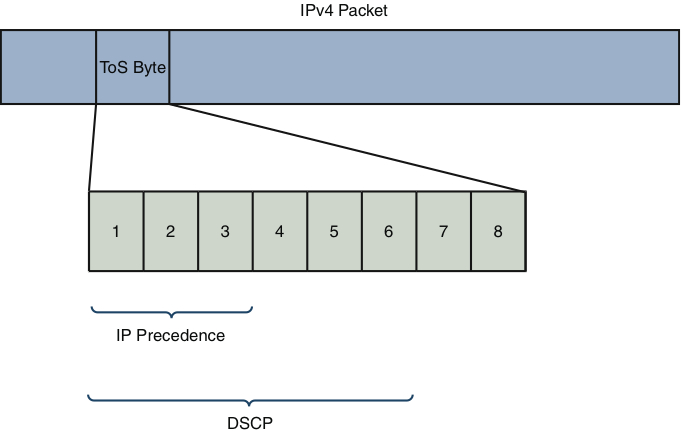 IPv4 Packet
ToS Byte
1 2 3 4 5 6 7 8
IP Precedence
DSCP